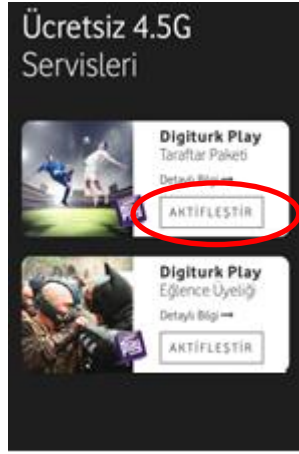 Ücretsiz 4.5G
Servisleri
Digiturk Play
Taraftar Paketi
Detaylı Bilgi →
AKTİFLEŞTİR
Digiturk Play
Eğlence Üyeliği
Detaylı Bilgi →
AKTİFLEŞTİR